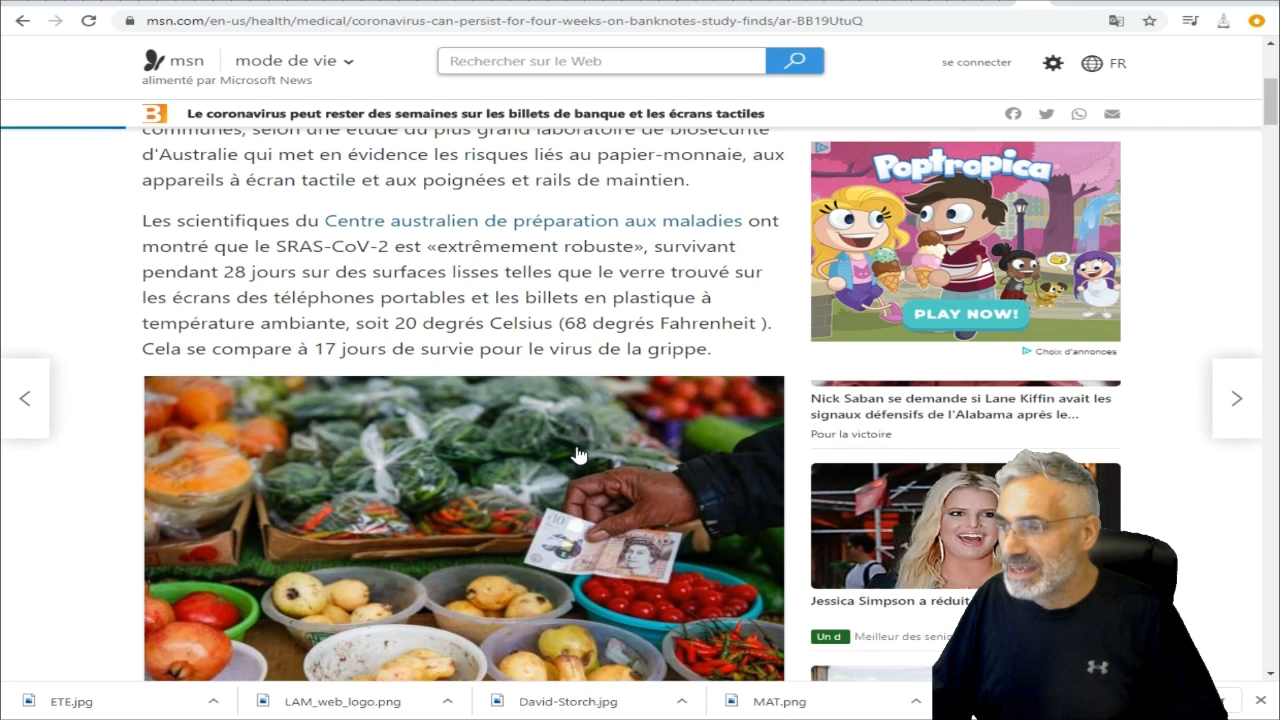 msn.com/en-us/health/medical/coronavirus-can-persist-for-four-weeks-on-banknotes-study-finds/ar-BB19UtuQ
msn
mode de vie
alimenté par Microsoft News
Rechercher sur le Web
se connecter
FR
B
Le coronavirus peut rester des semaines sur les billets de banque et les écrans tactiles
communes, selon une étude du plus grand laboratoire de biosécurité
d'Australie qui met en évidence les risques liés au papier-monnaie, aux
appareils à écran tactile et aux poignées et rails de maintien.
Les scientifiques du Centre australien de préparation aux maladies ont
montré que le SRAS-CoV-2 est «extrêmement robuste», survivant
pendant 28 jours sur des surfaces lisses telles que le verre trouvé sur
les écrans des téléphones portables et les billets en plastique à
température ambiante, soit 20 degrés Celsius (68 degrés Fahrenheit ).
Cela se compare à 17 jours de survie pour le virus de la grippe.
Poptropica
PLAY NOW!
Choix d'annonces
Nick Saban se demande si Lane Kiffin avait les
signaux défensifs de l'Alabama après le...
Pour la victoire
Jessica Simpson a réduit
Un d
Meilleur des senio
ETE.jpg
LAM_web_logo.png
David-Storch.jpg
MAT.png